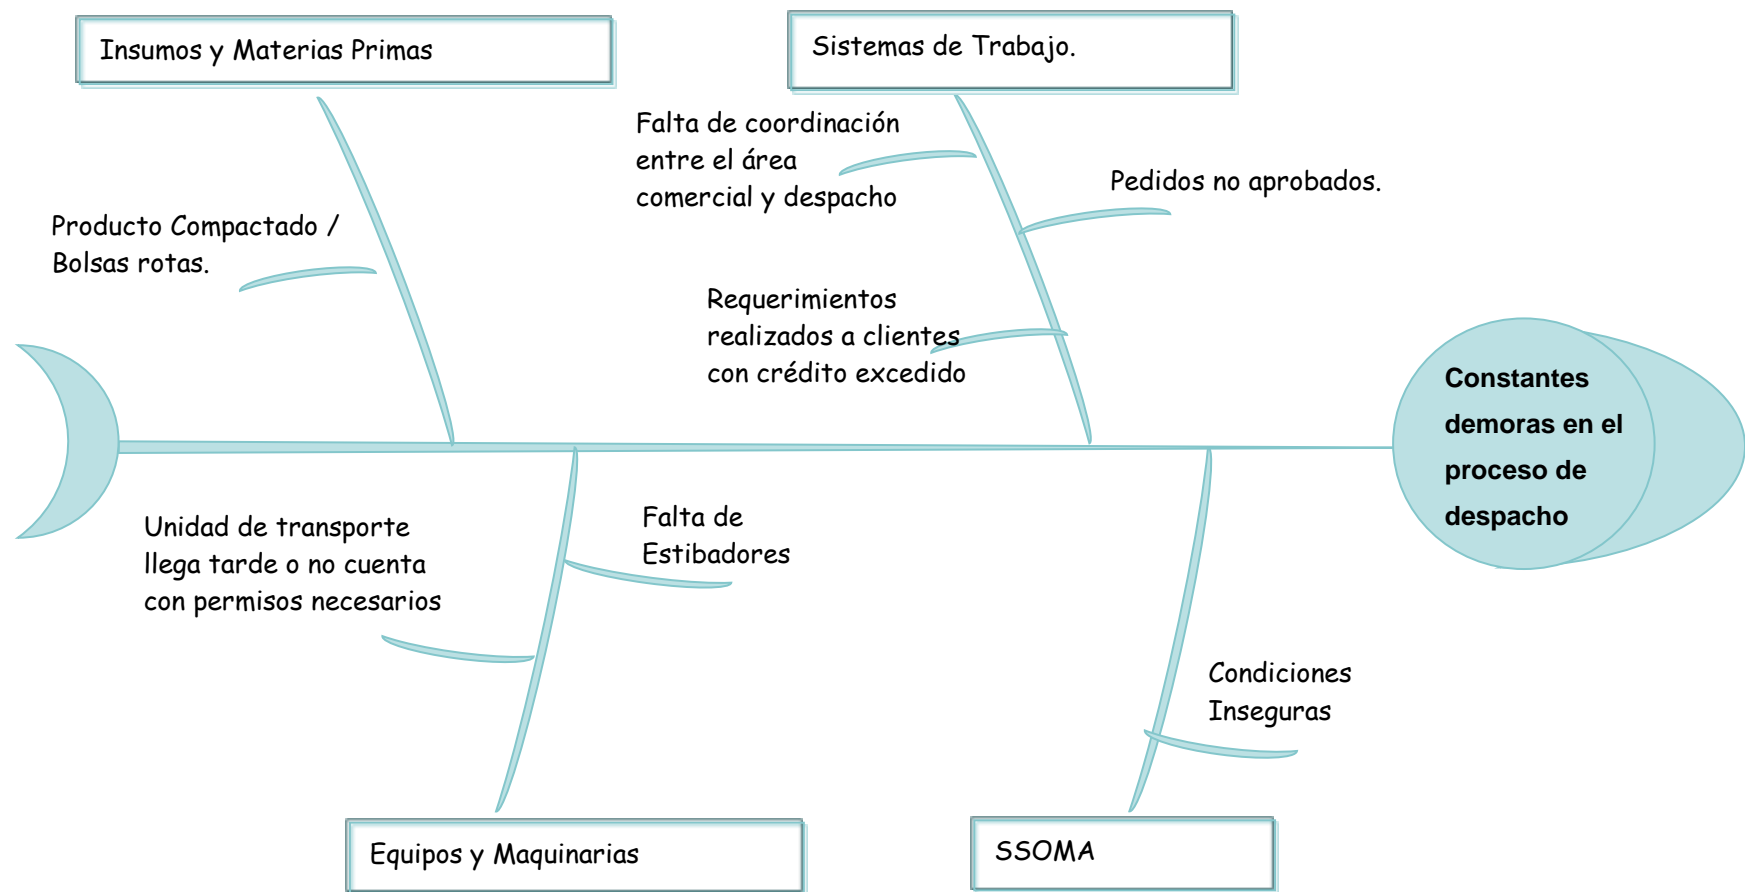 Insumos y Materias Primas
Sistemas de Trabajo.
Falta de coordinación
entre el área
comercial y despacho
Pedidos no aprobados.
Producto Compactado /
Bolsas rotas.
Requerimientos
realizados a clientes
con crédito excedido
Constantes
demoras en el
proceso de
despacho
Unidad de transporte
llega tarde o no cuenta
con permisos necesarios
Falta de
Estibadores
Condiciones
Inseguras
Equipos y Maquinarias
SSOMA